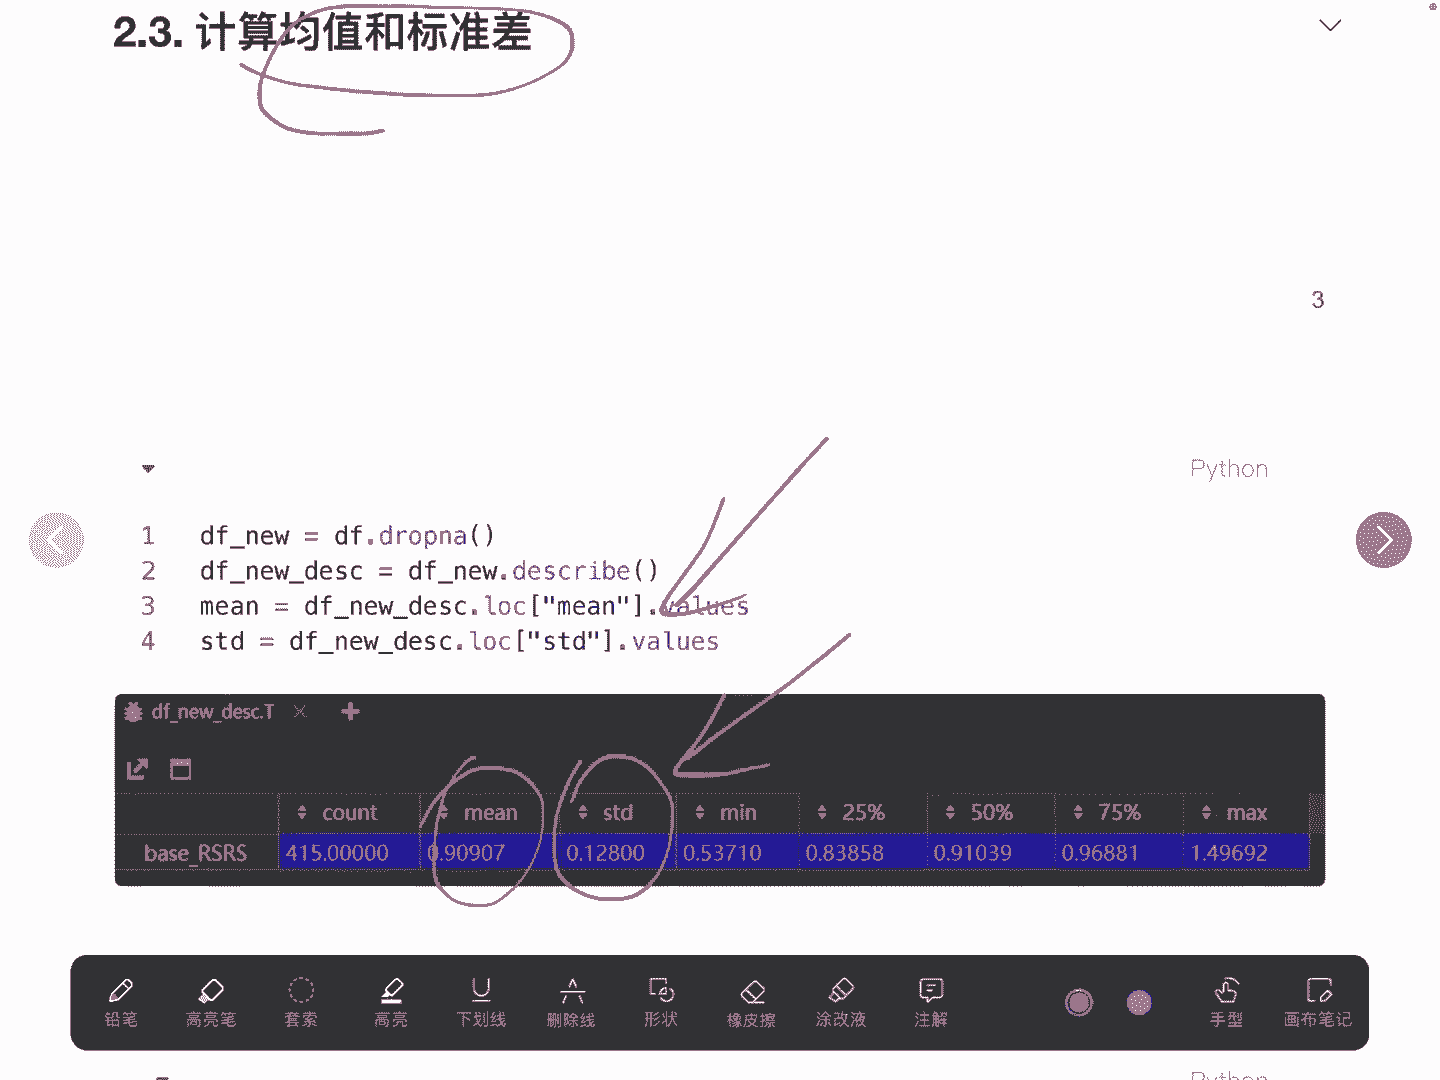 2.3. 计算均值和标准差
3
Python
1 df_new = df.dropna()
2 df_new_desc = df_new.describe()
3 mean = df_new_desc.loc["mean"].values
4 std = df_new_desc.loc["std"].values
df_new_desc.T
count mean std min 25% 50% 75% max
base_RSRS 415.00000 0.90907 0.12800 0.53710 0.83858 0.91039 0.96881 1.49692
铅笔 高亮笔 套索 高亮 下划线 删除线 形状 橡皮擦 涂改液 注解 手型 画布笔记
Python